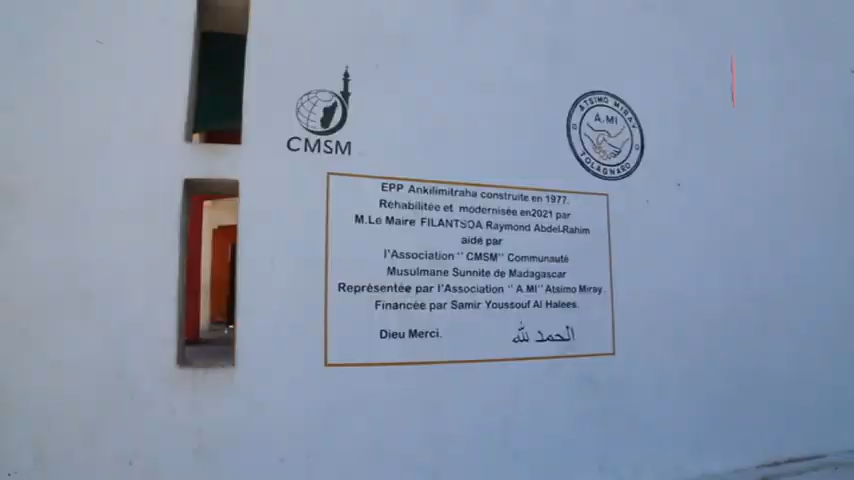 CMSM
ATSIMO MIRAY
A.MI
TOLAGNARO
EPP Ankilimitraha construite en 1977.
Réhabilitée et modernisée en2021 par
M.Le Maire FILANTSOA Raymond Abdel-Rahim
aidé par
l'Association "CMSM" Communauté
Musulmane Sunnite de Madagascar
Représentée par l'Association "A MI" Atsimo Miray.
Financée par Samir Youssouf Al Halees.
Dieu Merci. الحمد لله